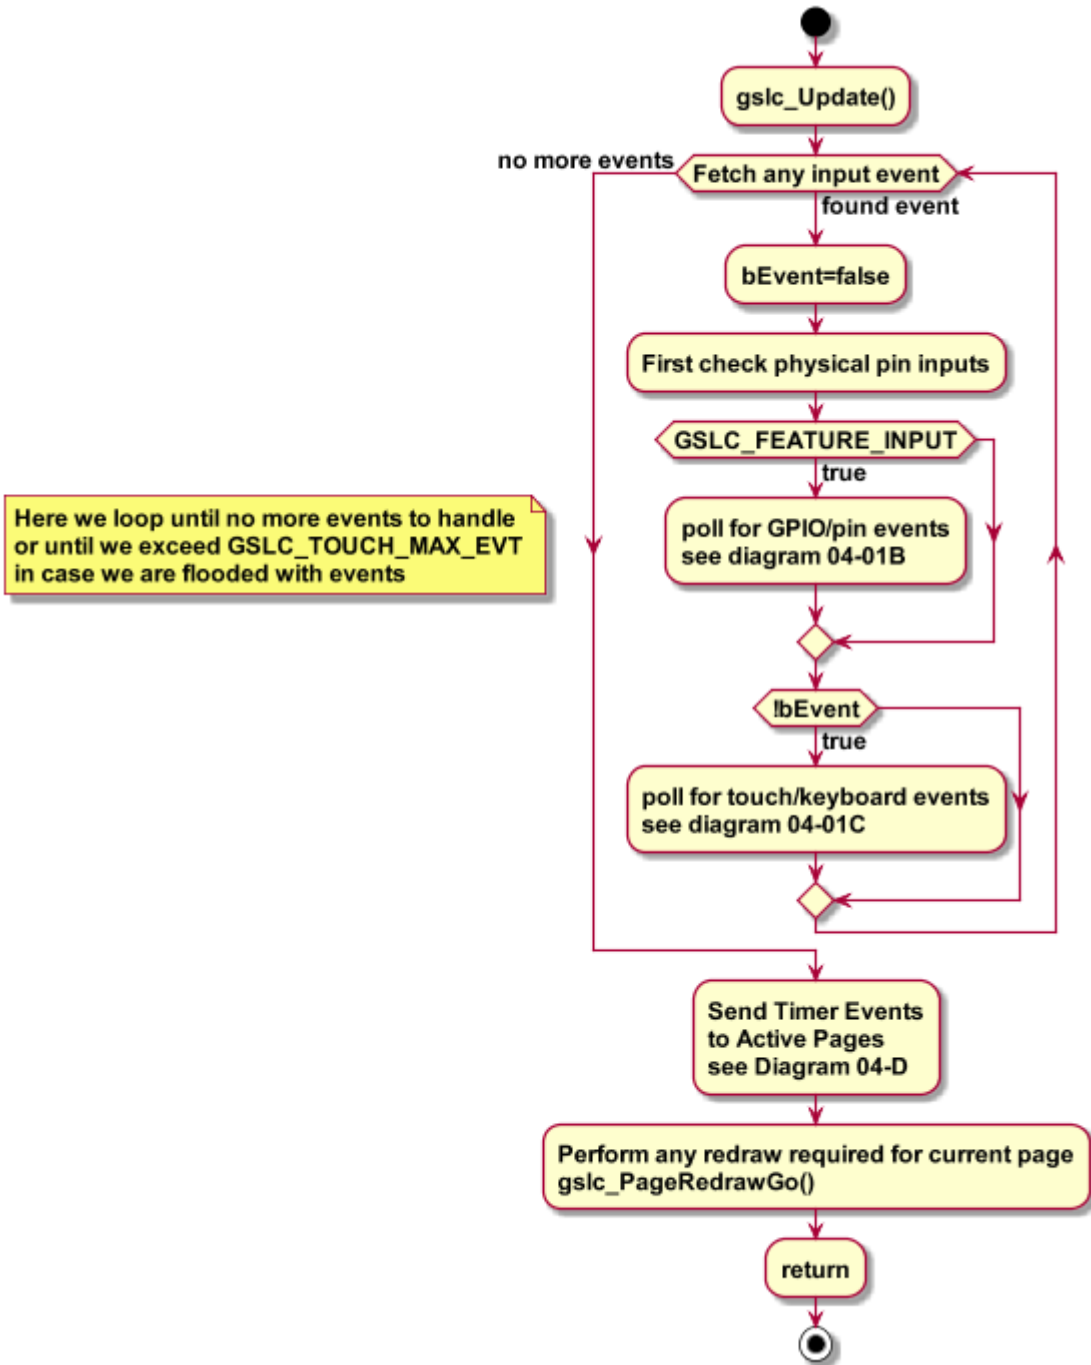 gslc_Update()
no more events
Fetch any input event
found event
bEvent=false
First check physical pin inputs
GSLC_FEATURE_INPUT
true
Here we loop until no more events to handle
or until we exceed GSLC_TOUCH_MAX_EVT
in case we are flooded with events
poll for GPIO/pin events
see diagram 04-01B
!bEvent
true
poll for touch/keyboard events
see diagram 04-01C
Send Timer Events
to Active Pages
see Diagram 04-D
Perform any redraw required for current page
gslc_PageRedrawGo()
return